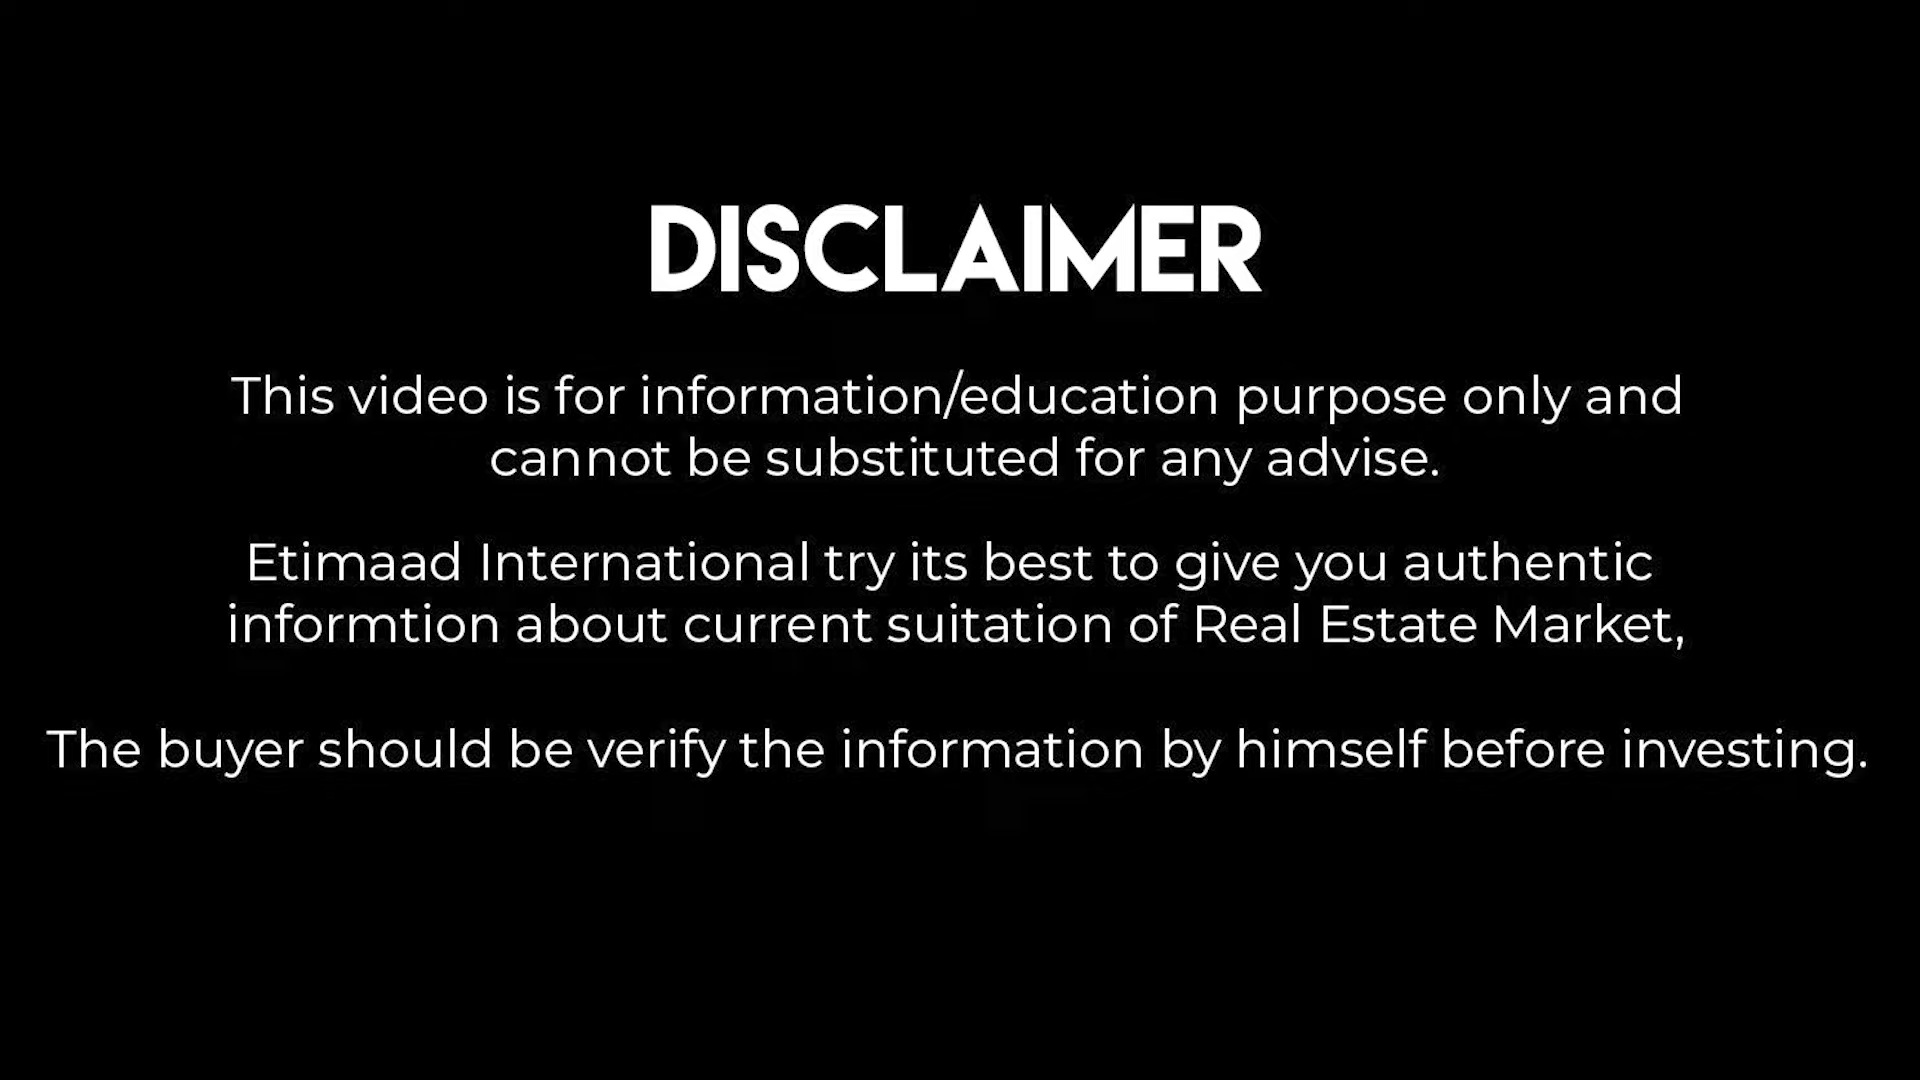 DISCLAIMER
This video is for information/education purpose only and
cannot be substituted for any advise.
Etimaad International try its best to give you authentic
informtion about current suitation of Real Estate Market,
The buyer should be verify the information by himself before investing.